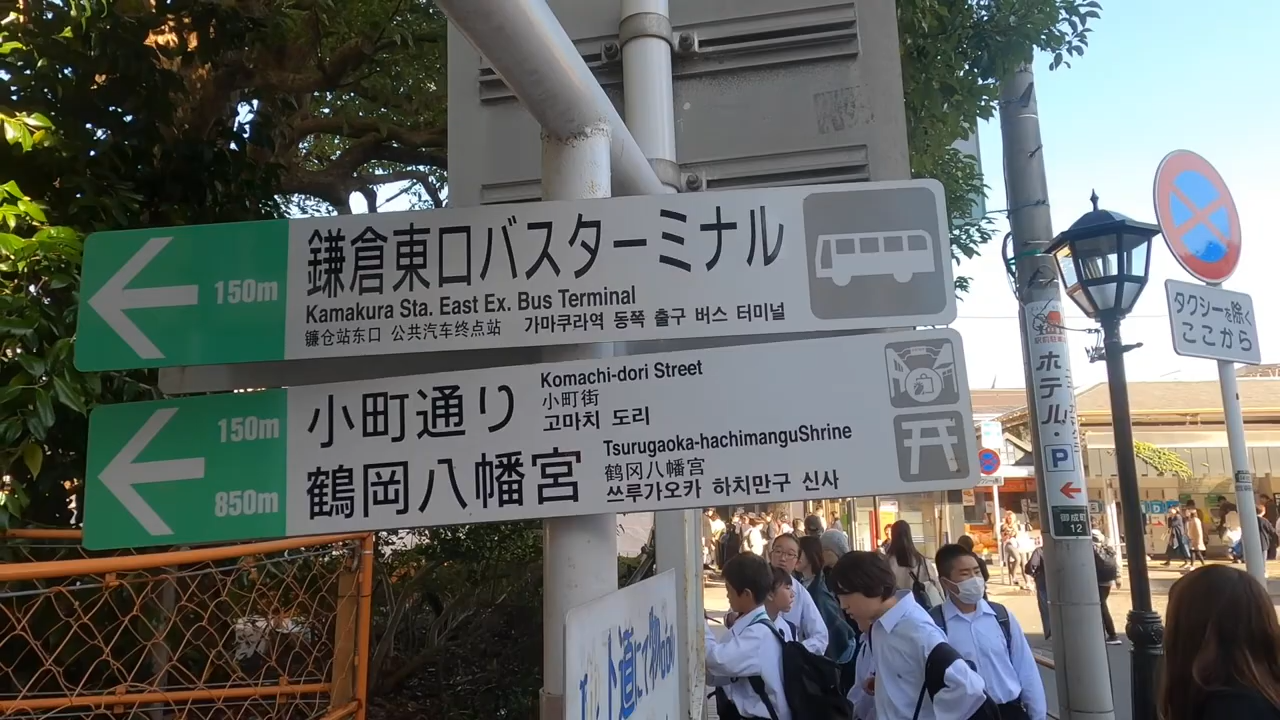 150m
鎌倉東口バスターミナル
Kamakura Sta. East Ex. Bus Terminal
镰仓站东口 公共汽车终点站 가마쿠라역 동쪽 출구 버스 터미널
150m
小町通り
Komachi-dori Street
小町街
고마치 도리
850m
鶴岡八幡宮
Tsurugaoka-hachimanguShrine
鹤冈八幡宫
쓰루가오카 하치만구 신사
タクシーを除く
ここから
ホテル・
P
御成町
12